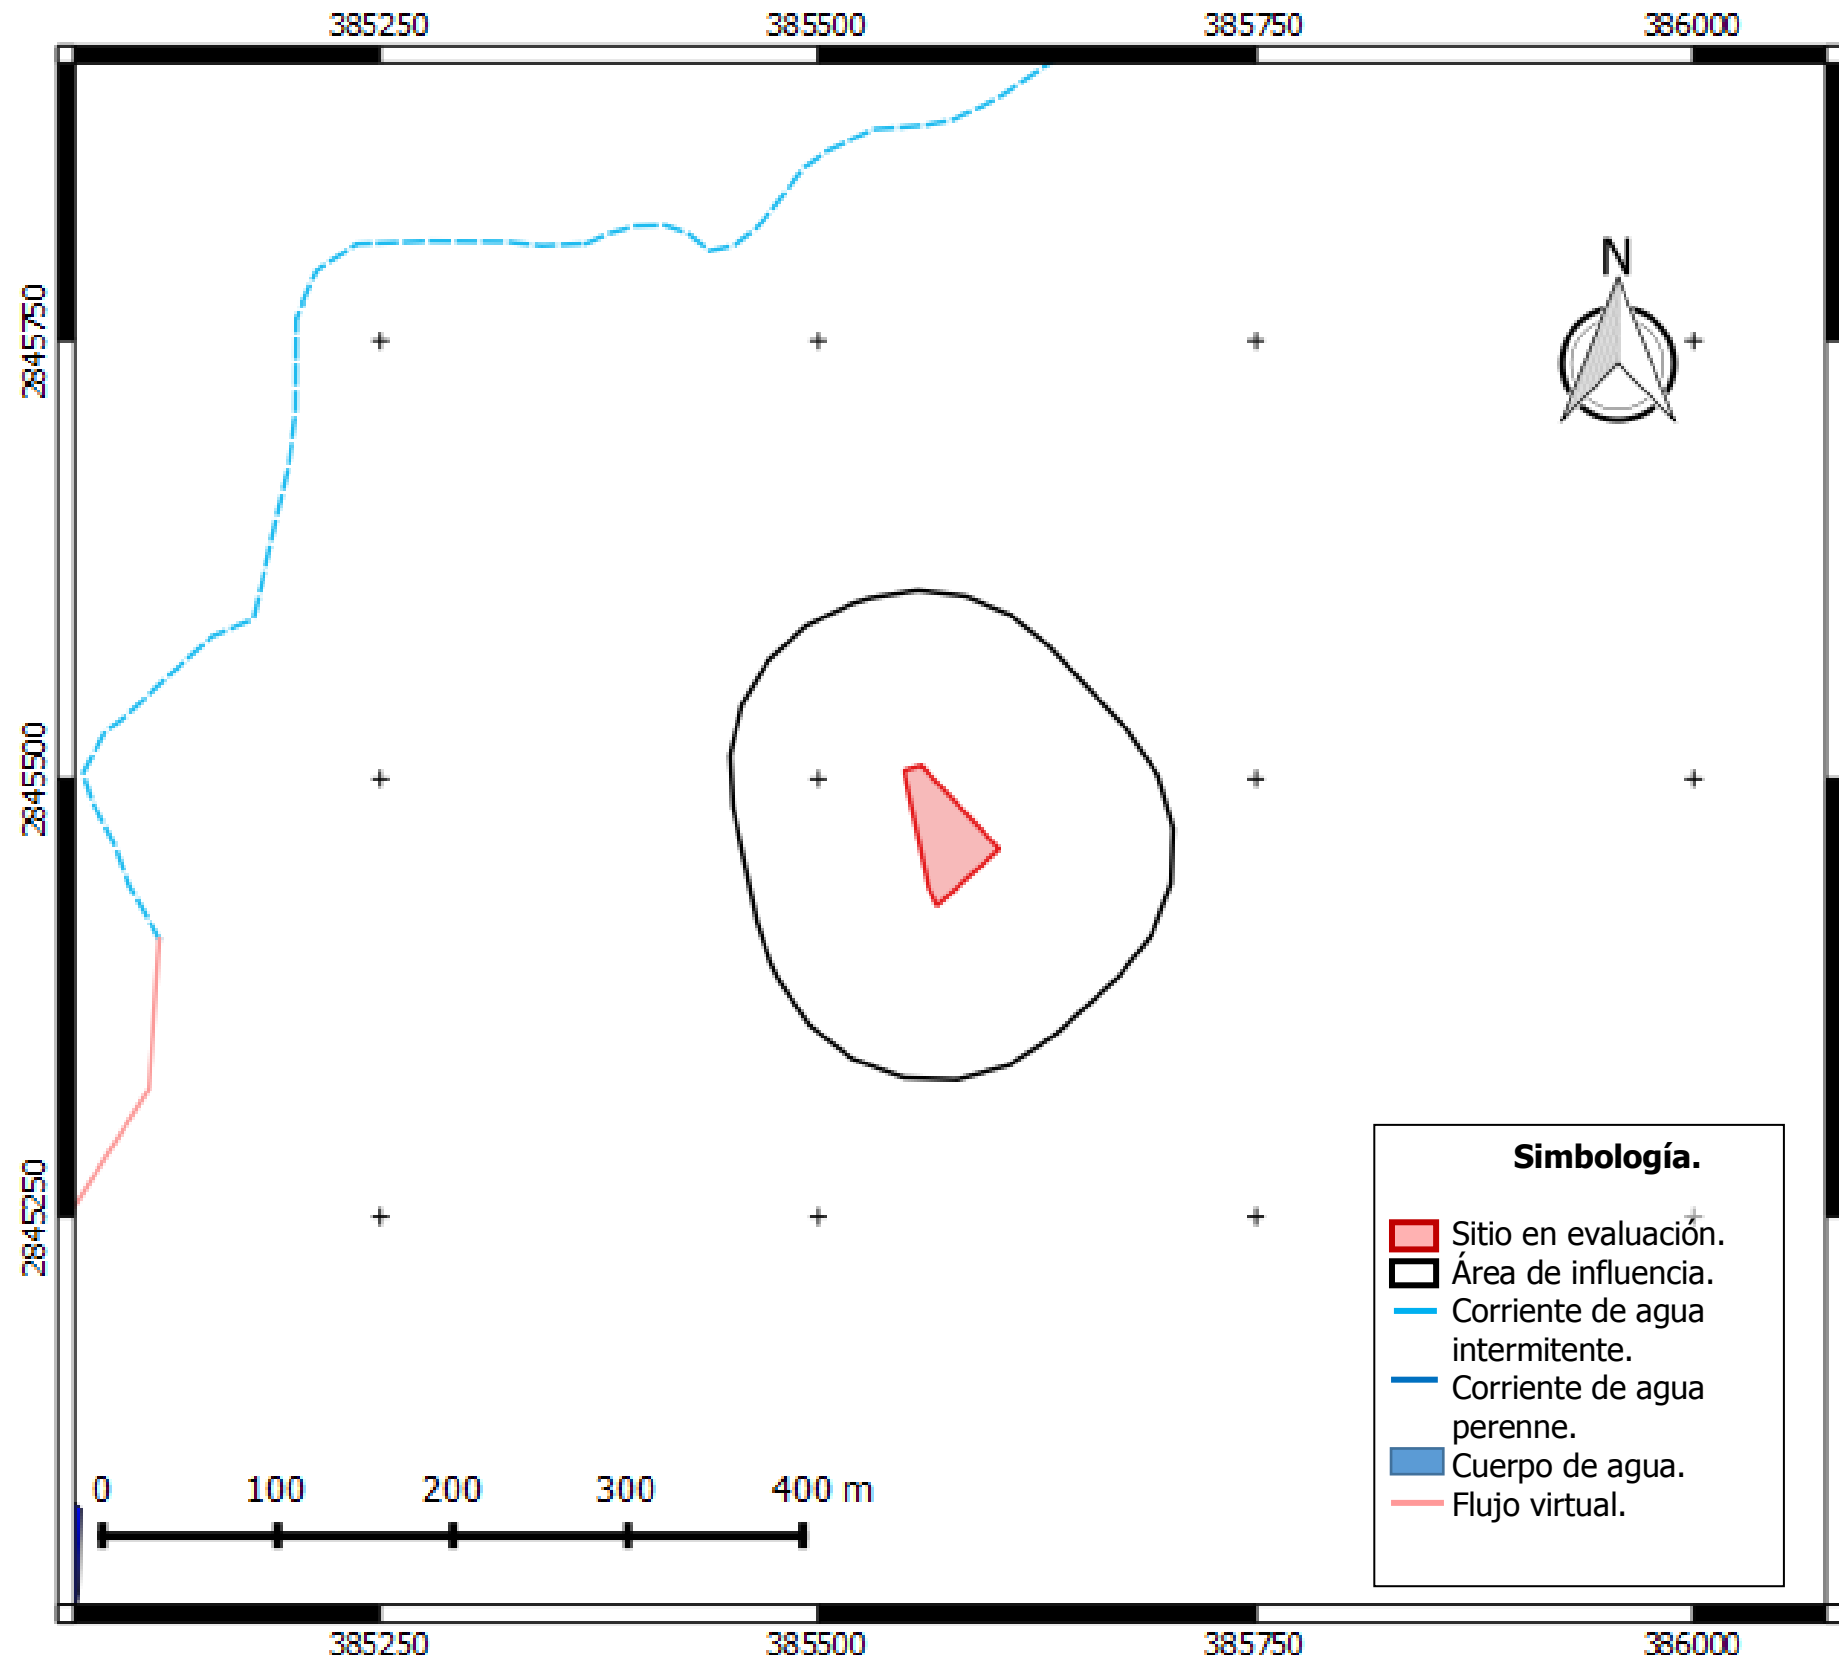 385250 385500 385750 386000
N
2845750
2845500
2845250
Simbología.
Sitio en evaluación.
Área de influencia.
Corriente de agua
intermitente.
Corriente de agua
perenne.
Cuerpo de agua.
Flujo virtual.
0 100 200 300 400 m
385250 385500 385750 386000